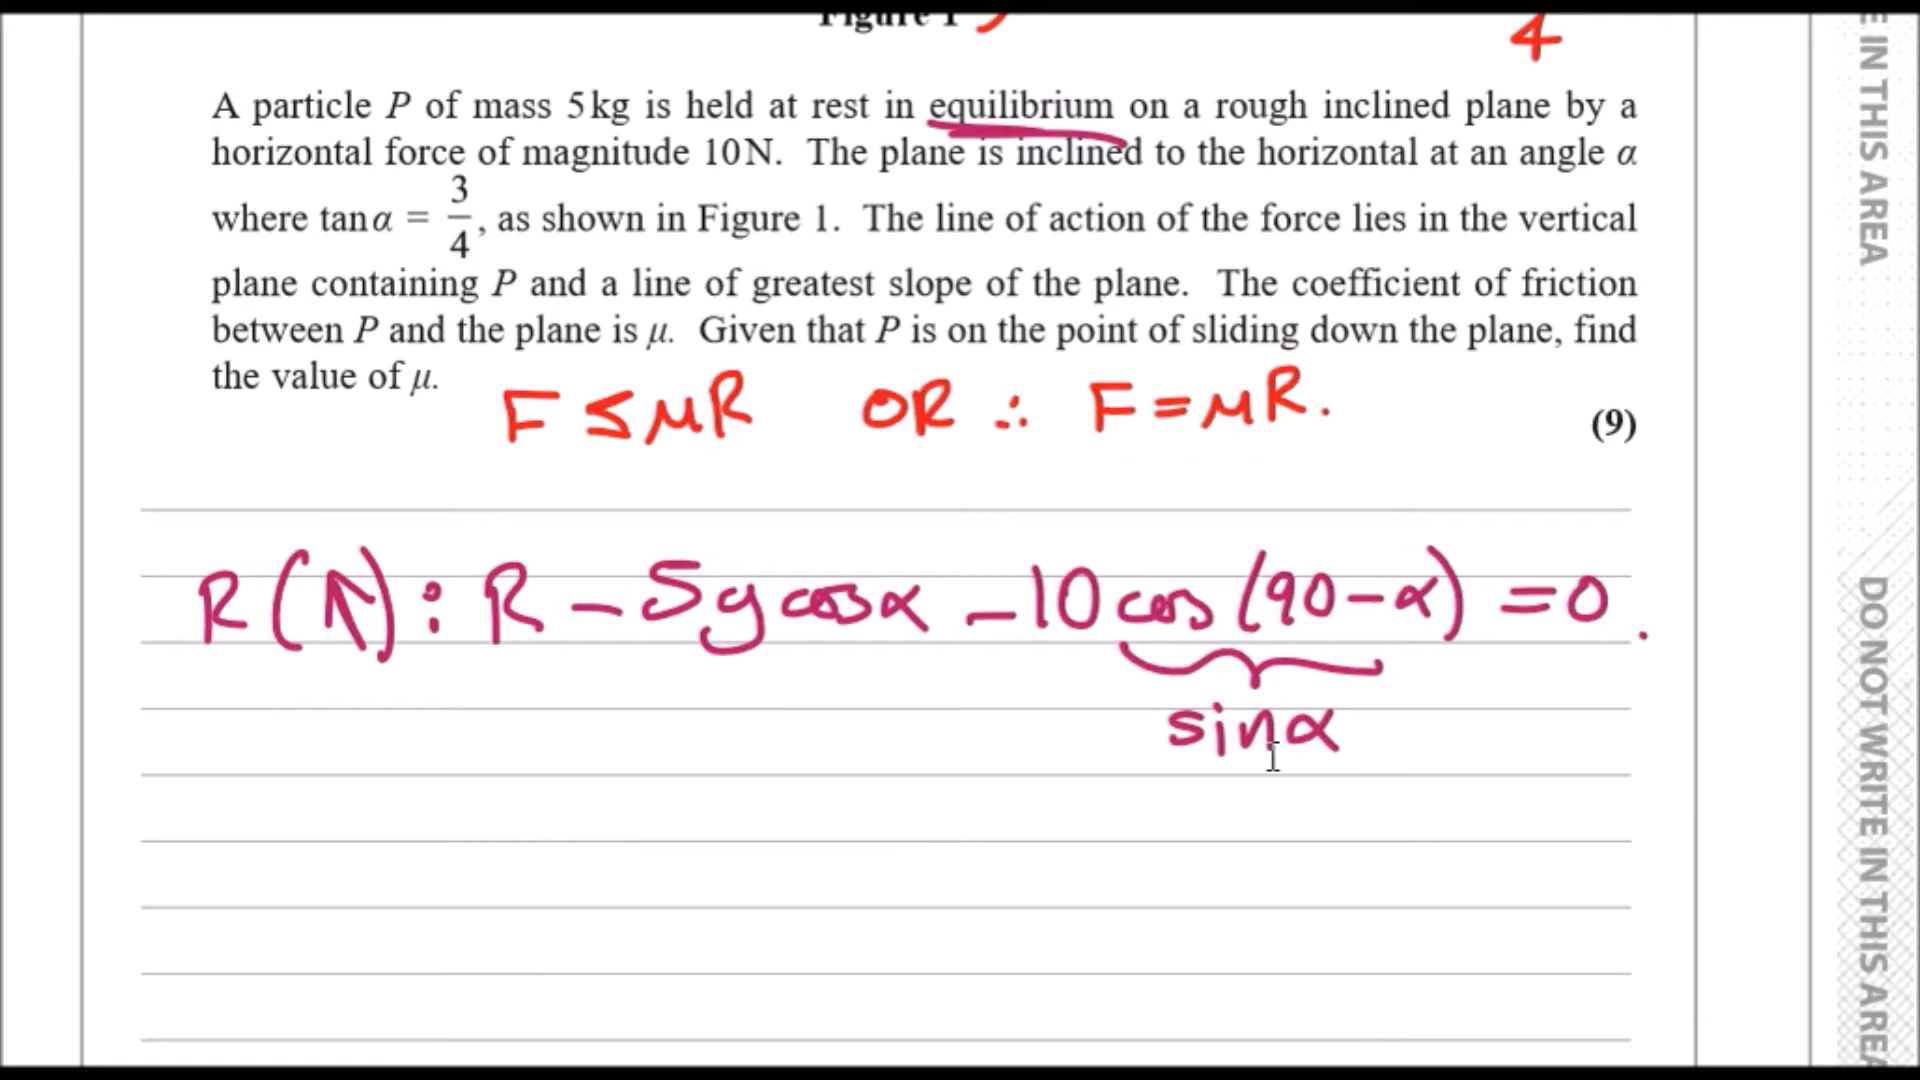 Figure 1
4
A particle P of mass 5 kg is held at rest in equilibrium on a rough inclined plane by a
horizontal force of magnitude 10 N. The plane is inclined to the horizontal at an angle α
where tan α = 3/4, as shown in Figure 1. The line of action of the force lies in the vertical
plane containing P and a line of greatest slope of the plane. The coefficient of friction
between P and the plane is μ. Given that P is on the point of sliding down the plane, find
the value of μ.
F ≤ μR OR ∴ F = μR.
(9)
R(↖): R − 5g cos α − 10 cos (90 − α) = 0.
sin α
E IN THIS AREA
DO NOT WRITE IN THIS AREA